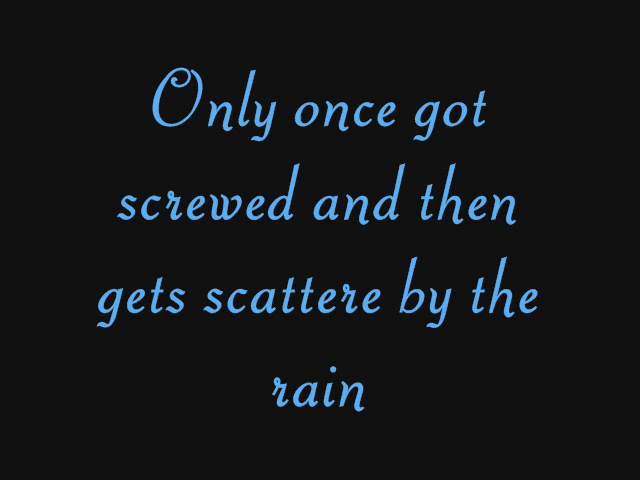 Only once got
screwed and then
gets scattere by the
rain